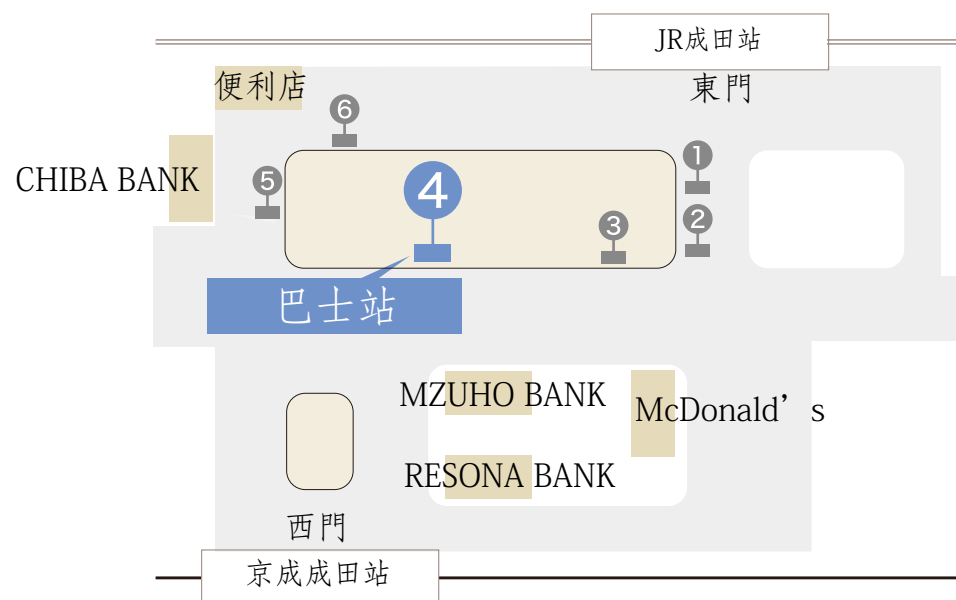 JR成田站
便利店
東門
6
1
CHIBA BANK
5
4
2
3
巴士站
MZUHO BANK
McDonald’s
RESONA BANK
西門
京成成田站